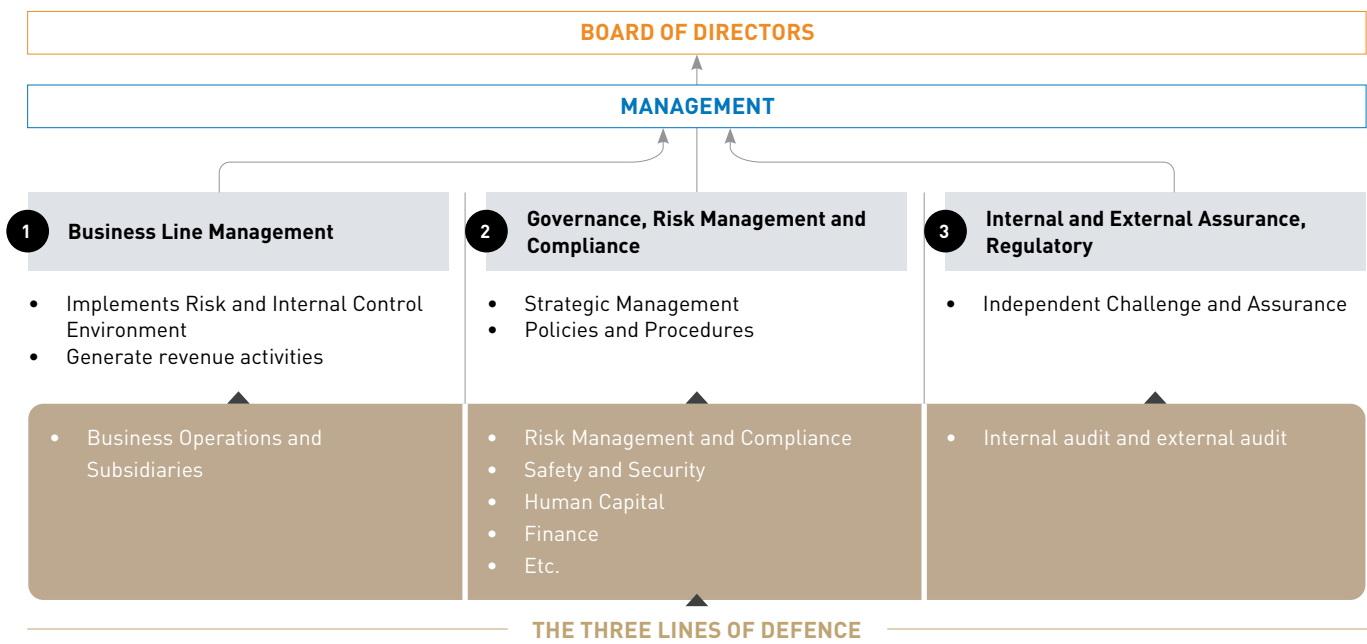 BOARD OF DIRECTORS
MANAGEMENT
1
Business Line Management
• Implements Risk and Internal Control
Environment
• Generate revenue activities
• Business Operations and
Subsidiaries
2
Governance, Risk Management and
Compliance
• Strategic Management
• Policies and Procedures
• Risk Management and Compliance
• Safety and Security
• Human Capital
• Finance
• Etc.
3
Internal and External Assurance,
Regulatory
• Independent Challenge and Assurance
• Internal audit and external audit
THE THREE LINES OF DEFENCE